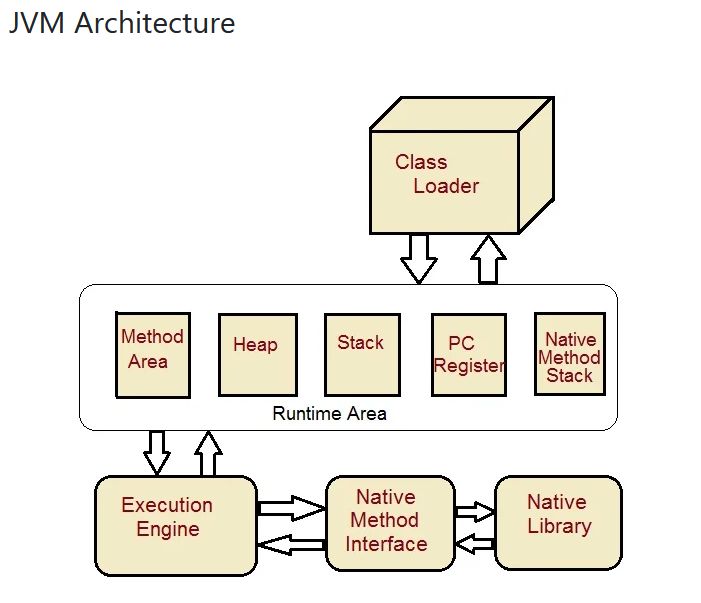 JVM Architecture
Class
Loader
Method
Area
Heap
Stack
PC
Register
Native
Method
Stack
Runtime Area
Execution
Engine
Native
Method
Interface
Native
Library